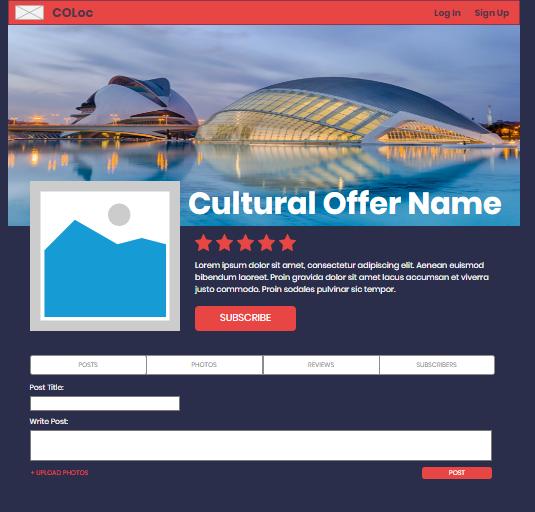 COLoc
Log In Sign Up
Cultural Offer Name
Lorem ipsum dolor sit amet, consectetur adipiscing elit. Aenean euismod
bibendum laoreet. Proin gravida dolor sit amet lacus accumsan et viverra
justo commodo. Proin sodales pulvinar sic tempor.
SUBSCRIBE
POSTS PHOTOS REVIEWS SUBSCRIBERS
Post Title:
Write Post:
+ UPLOAD PHOTOS POST